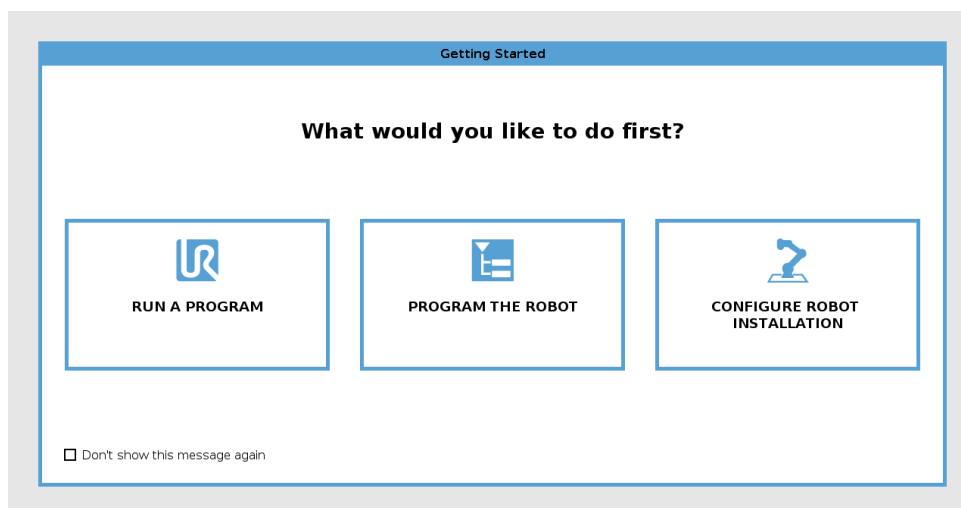 Getting Started
What would you like to do first?
UR
RUN A PROGRAM
PROGRAM THE ROBOT
CONFIGURE ROBOT
INSTALLATION
Don't show this message again